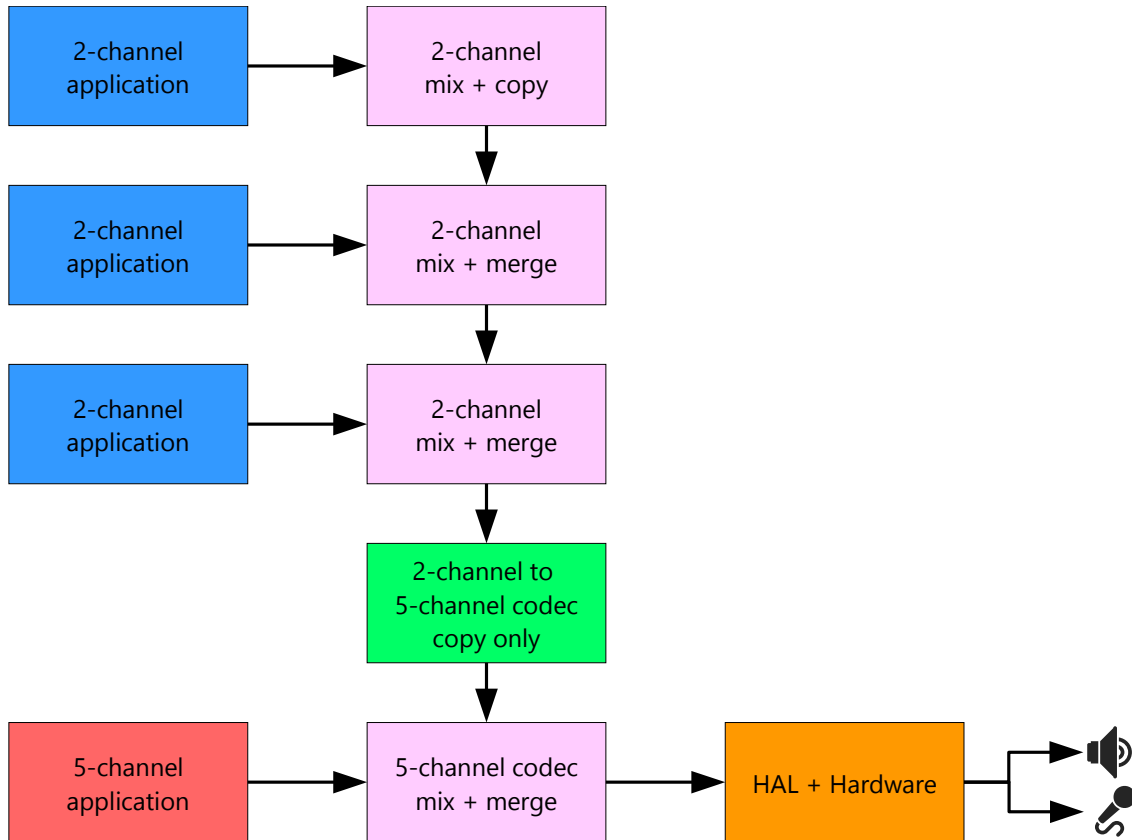 2-channel
application
2-channel
mix + copy
2-channel
application
2-channel
mix + merge
2-channel
application
2-channel
mix + merge
2-channel to
5-channel codec
copy only
5-channel
application
5-channel codec
mix + merge
HAL + Hardware